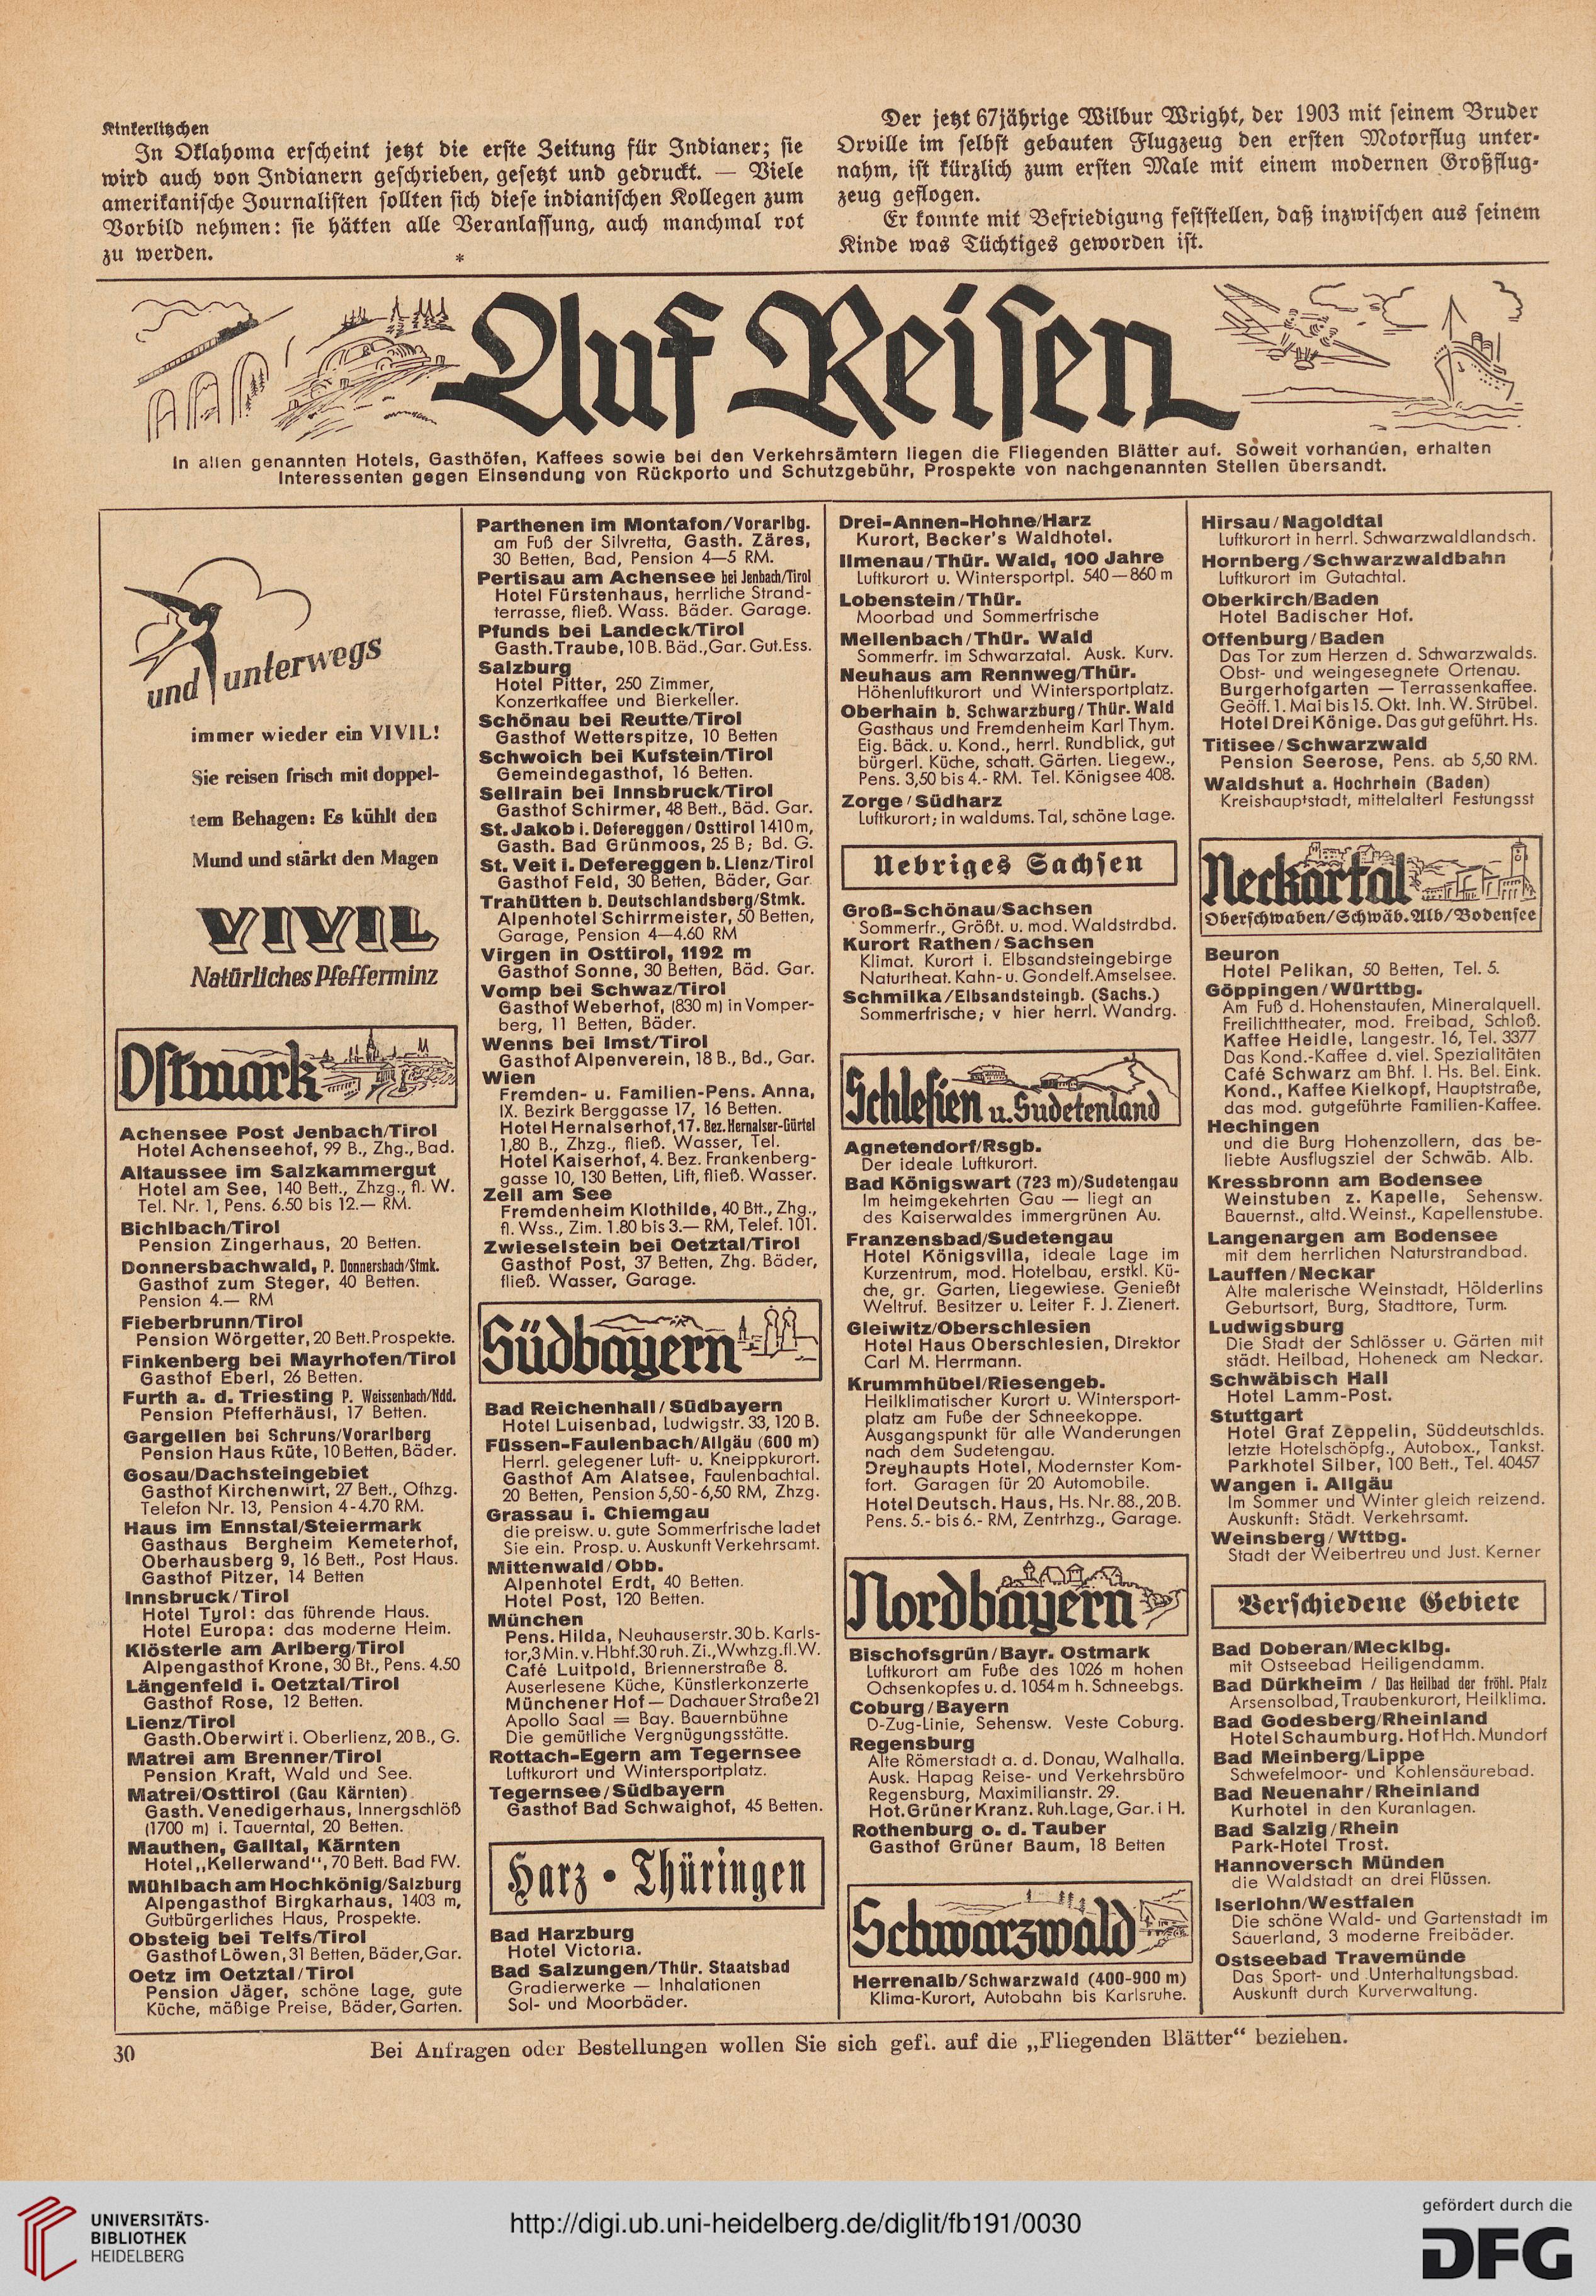 Kinkerlitzchen
In Oklahoma erscheint jetzt die erste Zeitung für Indianer; sie
wird auch von Indianern geschrieben, gesetzt und gedruckt. — Viele
amerikanische Journalisten sollten sich diese indianischen Kollegen zum
Vorbild nehmen: sie hätten alle Veranlassung, auch manchmal rot
zu werden.
*
Der jetzt 67jährige Wilbur Wright, der 1903 mit seinem Bruder
Orville im selbst gebauten Flugzeug den ersten Motorflug unter-
nahm, ist kürzlich zum ersten Male mit einem modernen Großflug-
zeug geflogen.
Er konnte mit Befriedigung feststellen, daß inzwischen aus seinem
Kinde was Tüchtiges geworden ist.
Auf Reisen
In allen genannten Hotels, Gasthöfen, Kaffees sowie bei den Verkehrsämtern liegen die Fliegenden Blätter auf. Soweit vorhanden, erhalten
Interessenten gegen Einsendung von Rückporto und Schutzgebühr, Prospekte von nachgenannten Stellen übersandt.
und unterwegs
immer wieder ein VIVIL!
Sie reisen frisch mit doppel-
tem Behagen: Es kühlt den
Mund und stärkt den Magen
VIVIL
Natürliches Pfefferminz
Ostmark
Achensee Post Jenbach/Tirol
Hotel Achenseehof, 99 B., Zhg., Bad.
Altaussee im Salzkammergut
Hotel am See, 140 Bett., Zhzg., fl. W.
Tel. Nr. 1, Pens. 6.50 bis 12.— RM.
Bichlbach/Tirol
Pension Zingerhaus, 20 Betten.
Donnersbachwald, P. Donnersbach/Stmk.
Gasthof zum Steger, 40 Betten.
Pension 4.— RM
Fieberbrunn/Tirol
Pension Wörgetter, 20 Bett. Prospekte.
Finkenberg bei Mayrhofen/Tirol
Gasthof Eberl, 26 Betten.
Furth a. d. Triesting P. Weissenbach/Ndd.
Pension Pfefferhäusl, 17 Betten.
Gargellen bei Schruns/Vorarlberg
Pension Haus Rüte, 10 Betten, Bäder.
Gosau/Dachsteingebiet
Gasthof Kirchenwirt, 27 Bett., Ofhzg.
Telefon Nr. 13, Pension 4-4.70 RM.
Haus im Ennstal/Steiermark
Gasthaus Bergheim Kemeterhof,
Oberhausberg 9, 16 Bett., Post Haus.
Gasthof Pitzer, 14 Betten
Innsbruck/Tirol
Hotel Tyrol: das führende Haus.
Hotel Europa: das moderne Heim.
Klösterle am Arlberg/Tirol
Alpengasthof Krone, 30 Bt., Pens. 4.50
Längenfeld i. Oetztal/Tirol
Gasthof Rose, 12 Betten.
Lienz/Tirol
Gasth. Oberwirt i. Oberlienz, 20 B., G.
Matrei am Brenner/Tirol
Pension Kraft, Wald und See.
Matrei/Osttirol (Gau Kärnten)
Gasth. Venedigerhaus, Innergschlöß
(1700 m) i. Tauerntal, 20 Betten.
Mauthen, Gailtal, Kärnten
Hotel „Kellerwand“, 70 Bett. Bad FW.
Mühlbach am Hochkönig/Salzburg
Alpengasthof Birgkarhaus, 1403 m,
Gutbürgerliches Haus, Prospekte.
Obsteig bei Telfs/Tirol
Gasthof Löwen, 31 Betten, Bäder, Gar.
Oetz im Oetztal/Tirol
Pension Jäger, schöne Lage, gute
Küche, mäßige Preise, Bäder, Garten.
Parthenen im Montafon/Vorarlbg.
am Fuß der Silvretta, Gasth. Zäres,
30 Betten, Bad, Pension 4—5 RM.
Pertisau am Achensee bei Jenbach/Tirol
Hotel Fürstenhaus, herrliche Strand-
terrasse, fließ. Wass. Bäder. Garage.
Pfunds bei Landeck/Tirol
Gasth. Traube, 10 B. Bäd., Gar. Gut. Ess.
Salzburg
Hotel Pitter, 250 Zimmer,
Konzertkaffee und Bierkeller.
Schönau bei Reutte/Tirol
Gasthof Wetterspitze, 10 Betten
Schwoich bei Kufstein/Tirol
Gemeindegasthof, 16 Betten.
Sellrain bei Innsbruck/Tirol
Gasthof Schirmer, 48 Bett., Bäd. Gar.
St. Jakob i. Defereggen/Osttirol 1410 m,
Gasth. Bad Grünmoos, 25 B; Bd. G.
St. Veit i. Defereggen b. Lienz/Tirol
Gasthof Feld, 30 Betten, Bäder, Gar.
Trahütten b. Deutschlandsberg/Stmk.
Alpenhotel Schirrmeister, 50 Betten,
Garage, Pension 4—4.60 RM
Virgen in Osttirol, 1192 m
Gasthof Sonne, 30 Betten, Bäd. Gar.
Vomp bei Schwaz/Tirol
Gasthof Weberhof, (830 m) in Vomper-
berg, 11 Betten, Bäder.
Wenns bei Imst/Tirol
Gasthof Alpenverein, 18 B., Bd., Gar.
Wien
Fremden- u. Familien-Pens. Anna,
IX. Bezirk Berggasse 17, 16 Betten.
Hotel Hernalserhof, 17. Bez. Hernalser-Gürtel
1,80 B., Zhzg., fließ. Wasser, Tel.
Hotel Kaiserhof, 4. Bez. Frankenberg-
gasse 10, 130 Betten, Lift, fließ. Wasser.
Zell am See
Fremdenheim Klothilde, 40 Btt., Zhg.,
fl. Wss., Zim. 1.80 bis 3.— RM, Telef. 101.
Zwieselstein bei Oetztal/Tirol
Gasthof Post, 37 Betten, Zhg. Bäder,
fließ. Wasser, Garage.
Südbayern
Bad Reichenhall/Südbayern
Hotel Luisenbad, Ludwigstr. 33, 120 B.
Füssen-Faulenbach/Allgäu (600 m)
Herrl. gelegener Luft- u. Kneippkurort.
Gasthof Am Alatsee, Faulenbachtal.
20 Betten, Pension 5,50-6,50 RM, Zhzg.
Grassau i. Chiemgau
die preisw. u. gute Sommerfrische ladet
Sie ein. Prosp. u. Auskunft Verkehrsamt.
Mittenwald/Obb.
Alpenhotel Erdt, 40 Betten.
Hotel Post, 120 Betten.
München
Pens. Hilda, Neuhauserstr. 30 b. Karls-
tor, 3 Min. v. Hbhf. 30 ruh. Zi., Wwhzg. fl. W.
Café Luitpold, Briennerstraße 8.
Auserlesene Küche, Künstlerkonzerte
Münchener Hof — Dachauer Straße 21
Apollo Saal = Bay. Bauernbühne
Die gemütliche Vergnügungsstätte.
Rottach-Egern am Tegernsee
Luftkurort und Wintersportplatz.
Tegernsee/Südbayern
Gasthof Bad Schwaighof, 45 Betten.
Harz • Thüringen
Bad Harzburg
Hotel Victoria.
Bad Salzungen/Thür. Staatsbad
Gradierwerke — Inhalationen
Sol- und Moorbäder.
Drei-Annen-Hohne/Harz
Kurort, Becker's Waldhotel.
Ilmenau/Thür. Wald, 100 Jahre
Luftkurort u. Wintersportpl. 540—860 m
Lobenstein/Thür.
Moorbad und Sommerfrische
Mellenbach/Thür. Wald
Sommerfr. im Schwarzatal. Ausk. Kurv.
Neuhaus am Rennweg/Thür.
Höhenluftkurort und Wintersportplatz.
Oberhain b. Schwarzburg/Thür. Wald
Gasthaus und Fremdenheim Karl Thym.
Eig. Bäck. u. Kond., herrl. Rundblick, gut
bürgerl. Küche, schatt. Gärten. Liegew.,
Pens. 3,50 bis 4.- RM. Tel. Königsee 408.
Zorge/Südharz
Luftkurort; in waldums. Tal, schöne Lage.
Uebriges Sachsen
Groß-Schönau/Sachsen
Sommerfr., Größt. u. mod. Waldstrdbd.
Kurort Rathen/Sachsen
Klimat. Kurort i. Elbsandsteingebirge
Naturtheat. Kahn- u. Gondelf. Amselsee.
Schmilka/Elbsandsteingb. (Sachs.)
Sommerfrische; v hier herrl. Wandrg.
Schlesien u. Sudetenland
Agnetendorf/Rsgb.
Der ideale Luftkurort.
Bad Königswart (723 m)/Sudetengau
Im heimgekehrten Gau — liegt an
des Kaiserwaldes immergrünen Au.
Franzensbad/Sudetengau
Hotel Königsvilla, ideale Lage im
Kurzentrum, mod. Hotelbau, erstkl. Kü-
che, gr. Garten, Liegewiese. Genießt
Weltruf. Besitzer u. Leiter F. J. Zienert.
Gleiwitz/Oberschlesien
Hotel Haus Oberschlesien, Direktor
Carl M. Herrmann.
Krummhübel/Riesengeb.
Heilklimatischer Kurort u. Wintersport-
platz am Fuße der Schneekoppe.
Ausgangspunkt für alle Wanderungen
nach dem Sudetengau.
Dreyhaupts Hotel, Modernster Kom-
fort. Garagen für 20 Automobile.
Hotel Deutsch. Haus, Hs. Nr. 88., 20 B.
Pens. 5.- bis 6.- RM, Zentrhzg., Garage.
Nordbayern
Bischofsgrün/Bayr. Ostmark
Luftkurort am Fuße des 1026 m hohen
Ochsenkopfes u. d. 1054 m h. Schneebgs.
Coburg/Bayern
D-Zug-Linie, Sehensw. Veste Coburg.
Regensburg
Alte Römerstadt a. d. Donau, Walhalla.
Ausk. Hapag Reise- und Verkehrsbüro
Regensburg, Maximilianstr. 29.
Hot. Grüner Kranz. Ruh. Lage, Gar. i H.
Rothenburg o. d. Tauber
Gasthof Grüner Baum, 18 Betten
Schwarzwald
Herrenalb/Schwarzwald (400-900 m)
Klima-Kurort, Autobahn bis Karlsruhe.
Hirsau/Nagoldtal
Luftkurort in herrl. Schwarzwaldlandsch.
Hornberg/Schwarzwaldbahn
Luftkurort im Gutachtal.
Oberkirch/Baden
Hotel Badischer Hof.
Offenburg/Baden
Das Tor zum Herzen d. Schwarzwalds.
Obst- und weingesegnete Ortenau.
Burgerhofgarten — Terrassenkaffee.
Geöff. 1. Mai bis 15. Okt. Inh. W. Strübel.
Hotel Drei Könige. Das gut geführt. Hs.
Titisee/Schwarzwald
Pension Seerose, Pens. ab 5,50 RM.
Waldshut a. Hochrhein (Baden)
Kreishauptstadt, mittelalterl Festungsst
Neckartal
Oberschwaben/Schwäb. Alb/Bodensee
Beuron
Hotel Pelikan, 50 Betten, Tel. 5.
Göppingen/Württbg.
Am Fuß d. Hohenstaufen, Mineralquell.
Freilichttheater, mod. Freibad, Schloß.
Kaffee Heidle, Langestr. 16, Tel. 3377
Das Kond.-Kaffee d. viel. Spezialitäten
Café Schwarz am Bhf. I. Hs. Bel. Eink.
Kond., Kaffee Kielkopf, Hauptstraße,
das mod. gutgeführte Familien-Kaffee.
Hechingen
und die Burg Hohenzollern, das be-
liebte Ausflugsziel der Schwäb. Alb.
Kressbronn am Bodensee
Weinstuben z. Kapelle, Sehensw.
Bauernst., altd. Weinst., Kapellenstube.
Langenargen am Bodensee
mit dem herrlichen Naturstrandbad.
Lauffen/Neckar
Alte malerische Weinstadt, Hölderlins
Geburtsort, Burg, Stadttore, Turm.
Ludwigsburg
Die Stadt der Schlösser u. Gärten mit
städt. Heilbad, Hoheneck am Neckar.
Schwäbisch Hall
Hotel Lamm-Post.
Stuttgart
Hotel Graf Zeppelin, Süddeutschlds.
letzte Hotelschöpfg., Autobox., Tankst.
Parkhotel Silber, 100 Bett., Tel. 40457
Wangen i. Allgäu
Im Sommer und Winter gleich reizend.
Auskunft: Städt. Verkehrsamt.
Weinsberg/Wttbg.
Stadt der Weibertreu und Just. Kerner
Verschiedene Gebiete
Bad Doberan/Mecklbg.
mit Ostseebad Heiligendamm.
Bad Dürkheim / Das Heilbad der fröhl. Pfalz
Arsensolbad, Traubenkurort, Heilklima.
Bad Godesberg/Rheinland
Hotel Schaumburg. Hof Hch. Mundorf
Bad Meinberg/Lippe
Schwefelmoor- und Kohlensäurebad.
Bad Neuenahr/Rheinland
Kurhotel in den Kuranlagen.
Bad Salzig/Rhein
Park-Hotel Trost.
Hannoversch Münden
die Waldstadt an drei Flüssen.
Iserlohn/Westfalen
Die schöne Wald- und Gartenstadt im
Sauerland, 3 moderne Freibäder.
Ostseebad Travemünde
Das Sport- und Unterhaltungsbad.
Auskunft durch Kurverwaltung.
30
Bei Anfragen oder Bestellungen wollen Sie sich gefl. auf die „Fliegenden Blätter“ beziehen.
UNIVERSITÄTS-
BIBLIOTHEK
HEIDELBERG
http://digi.ub.uni-heidelberg.de/diglit/fb191/0030
gefördert durch die
DFG